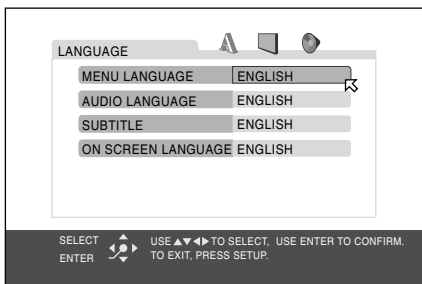 LANGUAGE
MENU LANGUAGE ENGLISH
AUDIO LANGUAGE ENGLISH
SUBTITLE ENGLISH
ON SCREEN LANGUAGE ENGLISH
SELECT USE ▲▼◀▶ TO SELECT, USE ENTER TO CONFIRM.
ENTER TO EXIT, PRESS SETUP.